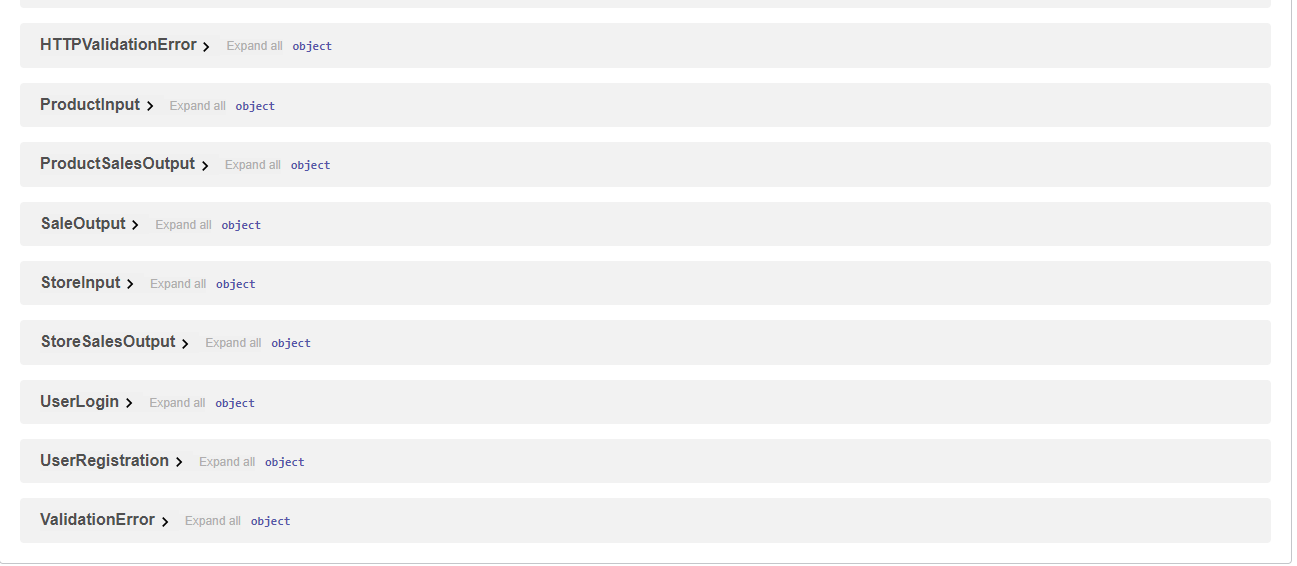 HTTPValidationError Expand all object
ProductInput Expand all object
ProductSalesOutput Expand all object
SaleOutput Expand all object
StoreInput Expand all object
StoreSalesOutput Expand all object
UserLogin Expand all object
UserRegistration Expand all object
ValidationError Expand all object